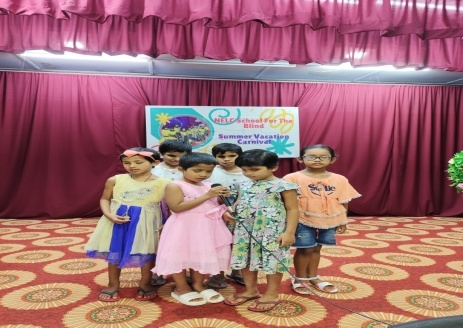 NELC School For The
Blind
Summer Vacation
Carnival